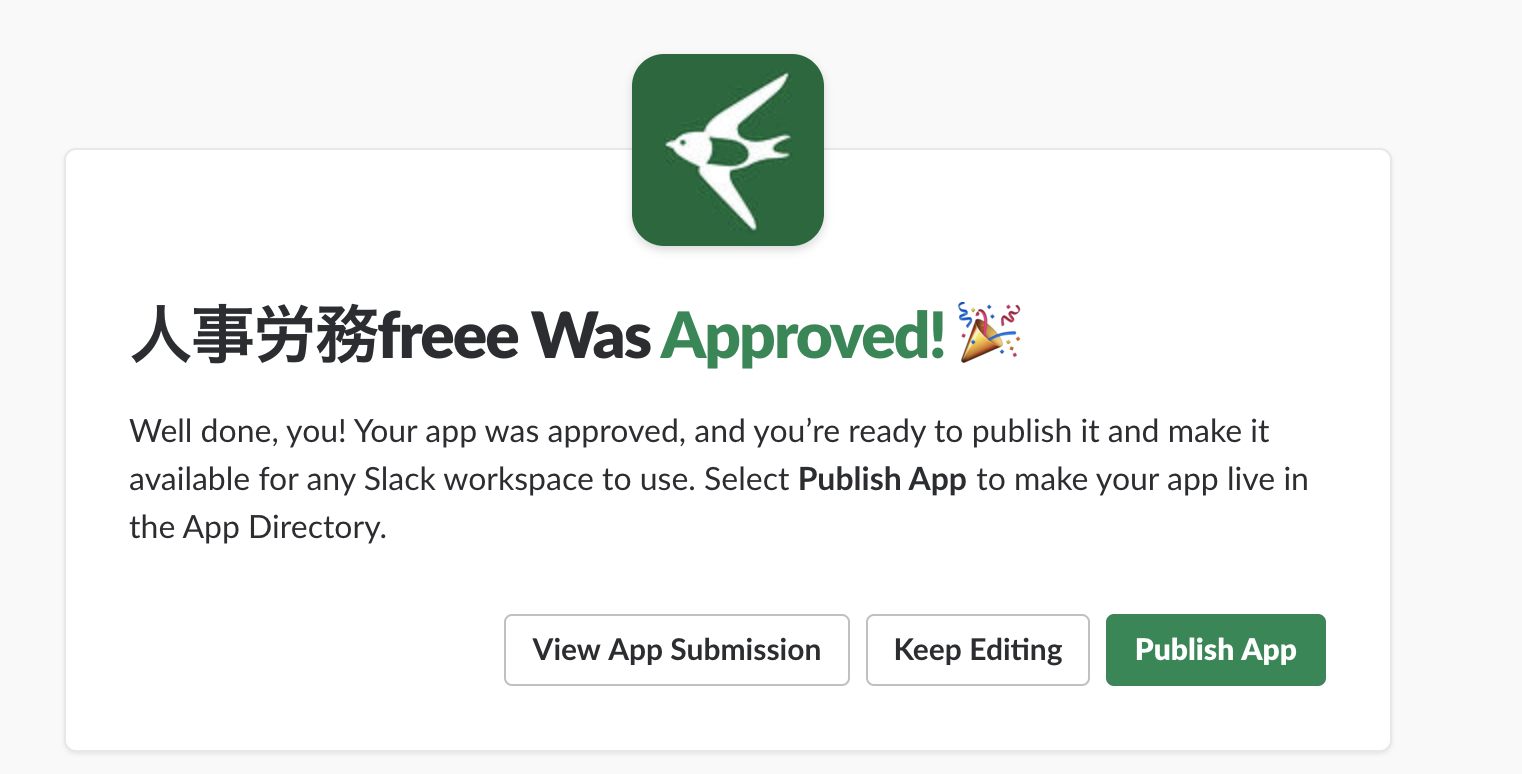 人事労務freee Was Approved! 🎉
Well done, you! Your app was approved, and you’re ready to publish it and make it
available for any Slack workspace to use. Select Publish App to make your app live in
the App Directory.
View App Submission
Keep Editing
Publish App